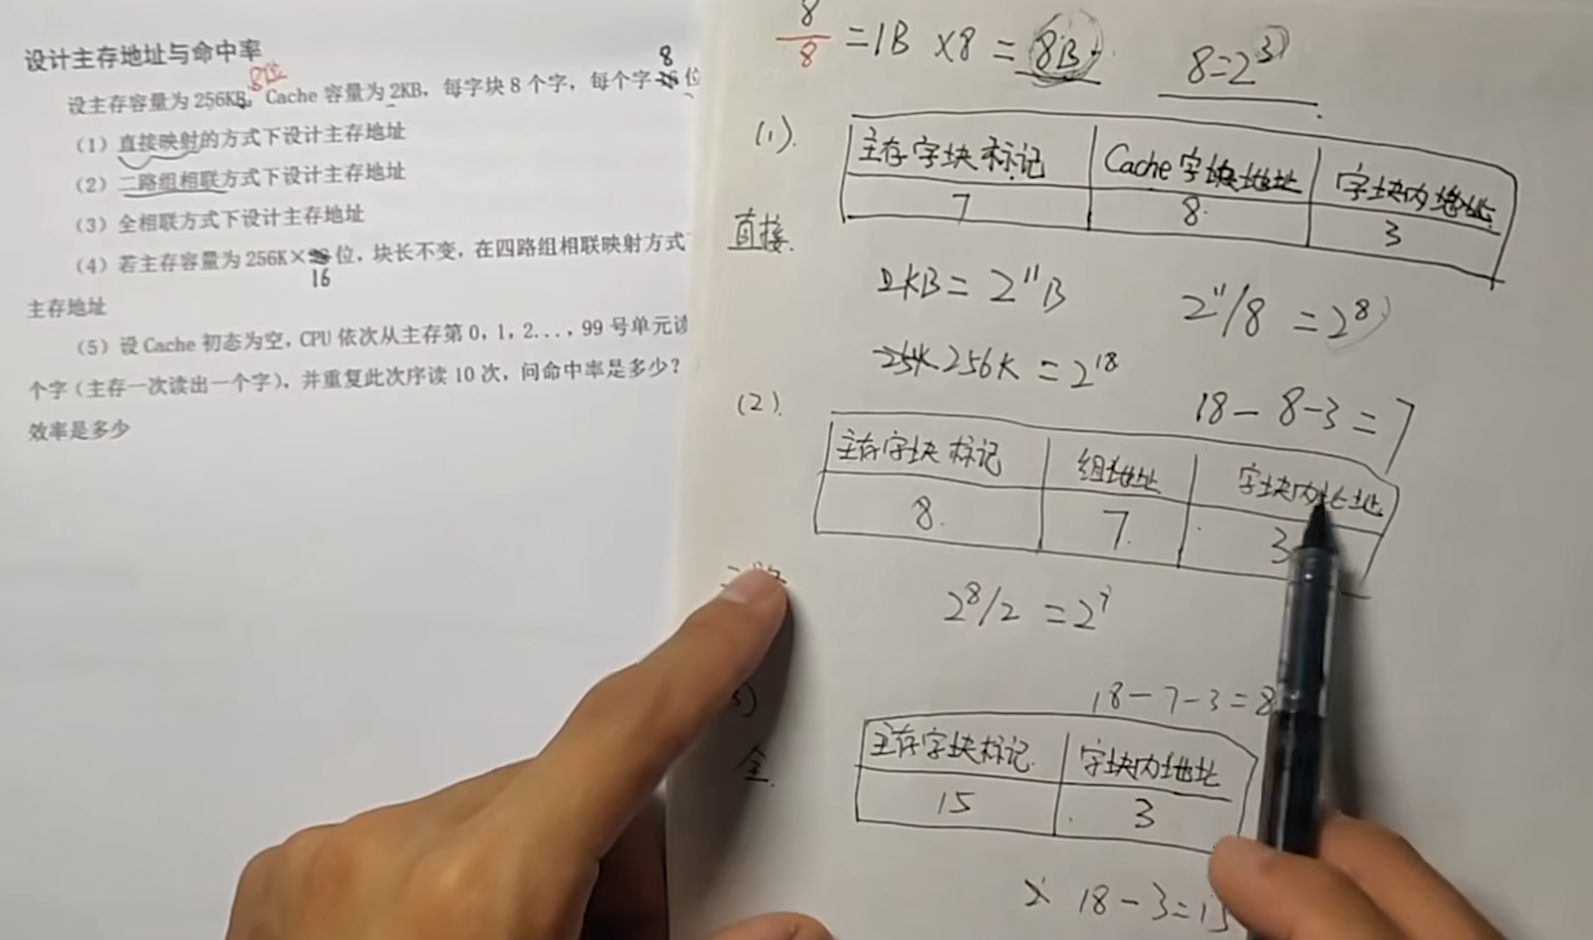 设计主存地址与命中率
8位
8
设主存容量为 256KB, Cache 容量为 2KB, 每字块 8 个字, 每个字 位
(1) 直接映射的方式下设计主存地址
(2) 二路组相联方式下设计主存地址
(3) 全相联方式下设计主存地址
(4) 若主存容量为 256K× 位, 块长不变, 在四路组相联映射方式
16
主存地址
(5) 设 Cache 初态为空, CPU 依次从主存第 0, 1, 2..., 99 号单元读
个字 (主存一次读出一个字), 并重复此次序读 10 次, 问命中率是多少?
效率是多少
8/8 = 1B ×8 = 8B
8=2^3
(1).
主存字块标记 Cache 字块地址 字块内地址
7 8 3
直接.
2KB = 2^11 B 2^11/8 = 2^8
256K = 2^18
18-8-3=7
(2).
主存字块标记 组地址 字块内地址
8 7 3
2^8/2 = 2^7
18-7-3=8
3)
全.
主存字块标记 字块内地址
15 3
18-3=15